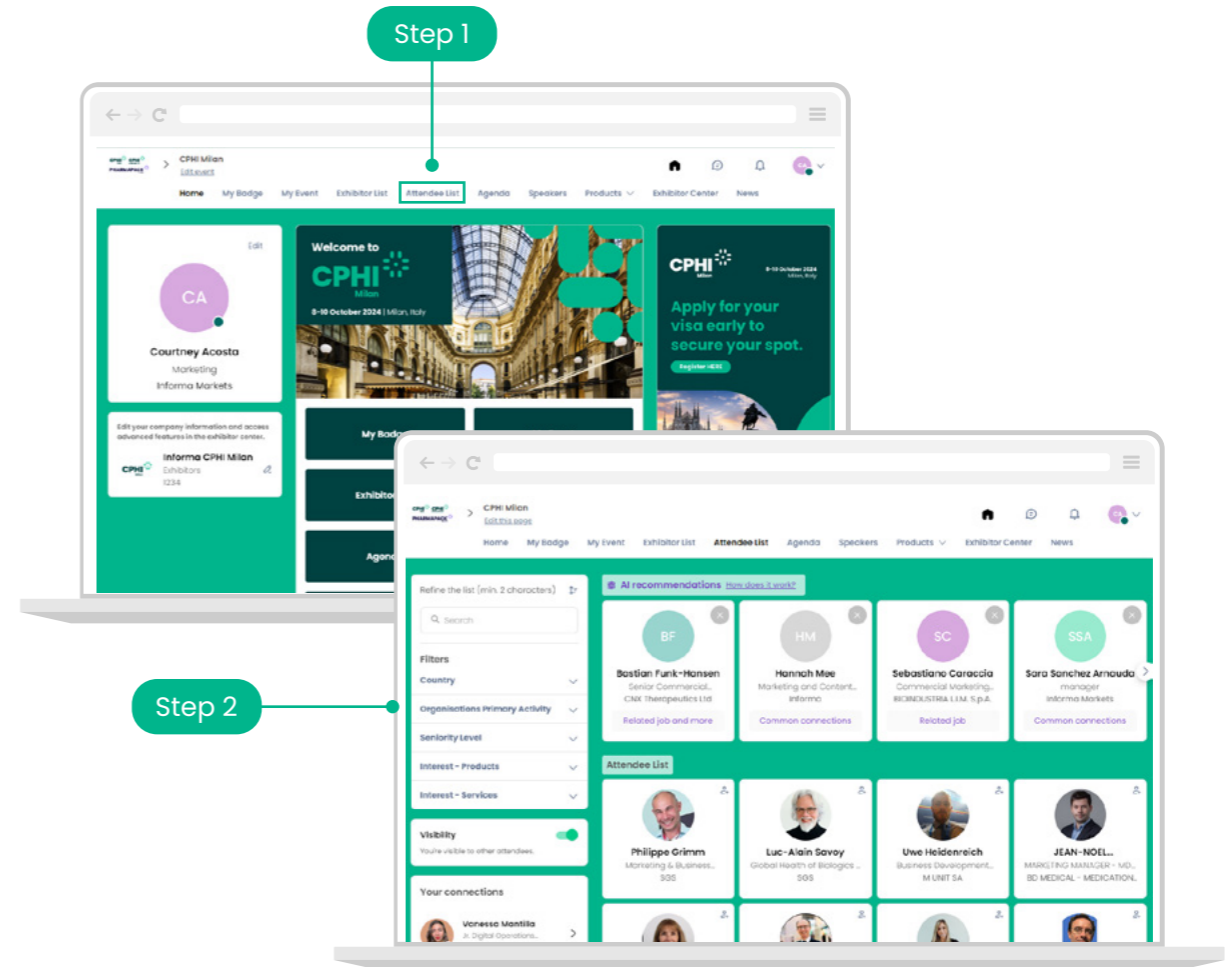 Step 1
CPHI Milan
Edit event
Home My Badge My Event Exhibitor List Attendee List Agenda Speakers Products Exhibitor Center News
Edit
CA
Courtney Acosta
Marketing
Informa Markets
Edit your company information and access
advanced features in the exhibitor center.
Informa CPHI Milan
Exhibitors
1234
Welcome to
CPHI
Milan
8-10 October 2024 | Milan, Italy
My Badge
Exhibitor
Agenda
CPHI
Milan
8-10 October 2024
Milan, Italy
Apply for your
visa early to
secure your spot.
Register HERE
Step 2
CPHI Milan
Edit this page
Home My Badge My Event Exhibitor List Attendee List Agenda Speakers Products Exhibitor Center News
Refine the list (min. 2 characters)
Search
Filters
Country
Organisations Primary Activity
Seniority Level
Interest - Products
Interest - Services
Visibility
You're visible to other attendees.
Your connections
Vanessa Mantilla
Jr. Digital Operations...
AI recommendations How does it work?
BF
Bastian Funk-Hansen
Senior Commercial...
CNX Therapeutics Ltd
Related job and more
HM
Hannah Mee
Marketing and Content...
Informa
Common connections
SC
Sebastiano Caraccia
Commercial Marketing...
BIOINDUSTRIA L.I.M. S.p.A.
Related job
SSA
Sara Sanchez Arnauda
manager
Informa Markets
Common connections
Attendee List
Philippe Grimm
Marketing & Business...
SGS
Luc-Alain Savoy
Global Health of Biologics ...
SGS
Uwe Heidenreich
Business Development...
M UNIT SA
JEAN-NOEL...
MARKETING MANAGER - MD...
BD MEDICAL - MEDICATION...